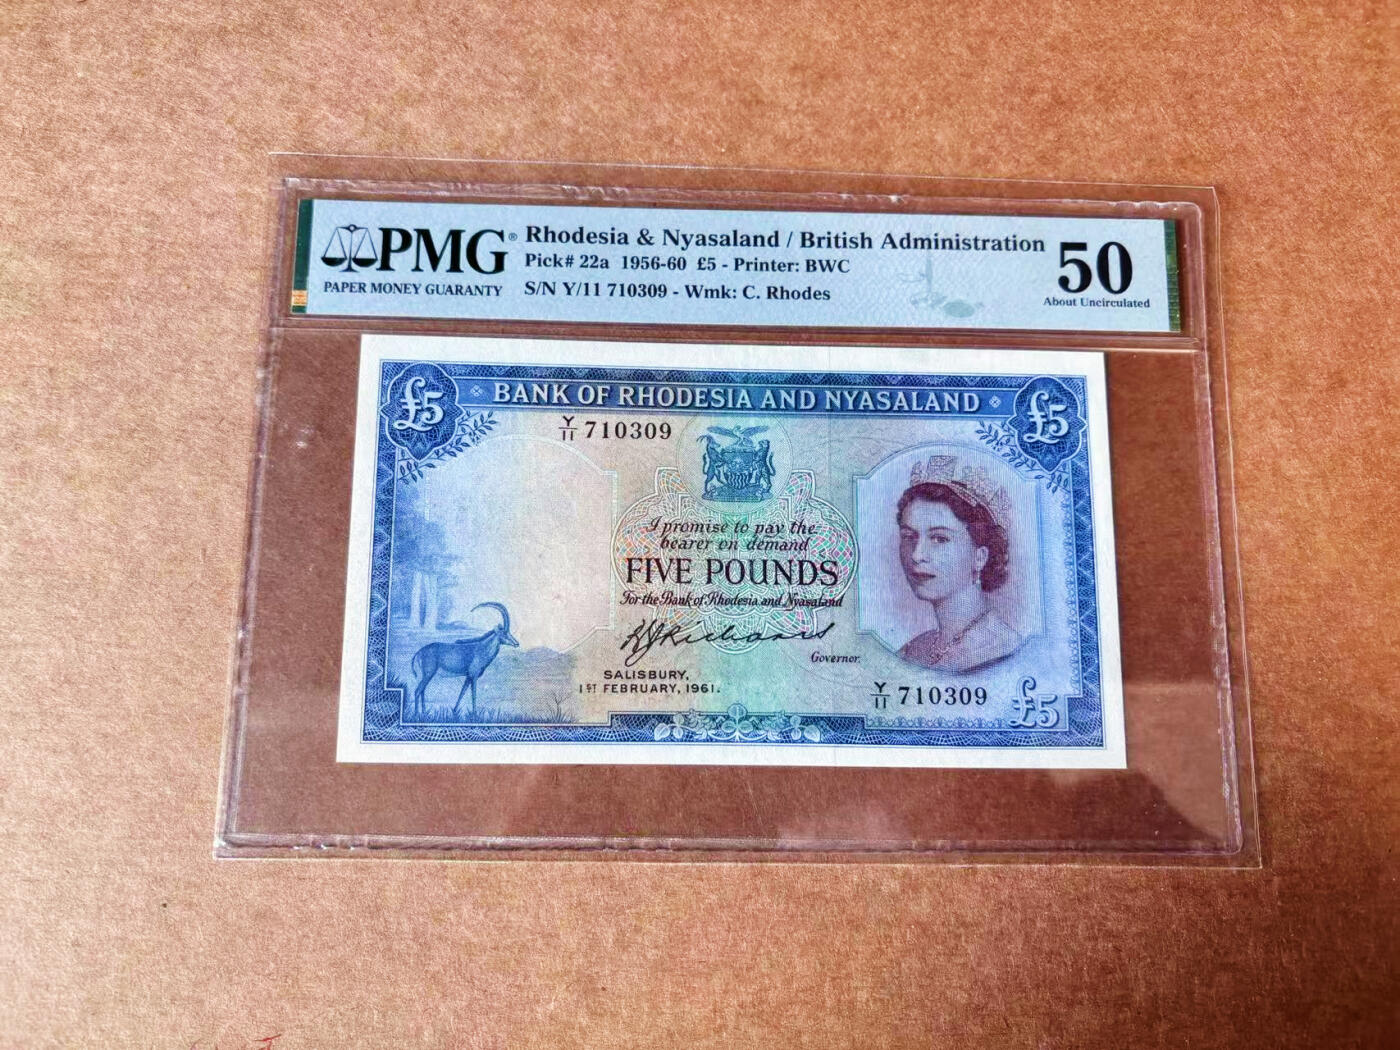 PMG®
PAPER MONEY GUARANTY
Rhodesia & Nyasaland / British Administration
Pick# 22a 1956-60 £5 - Printer: BWC
S/N Y/11 710309 - Wmk: C. Rhodes
50
About Uncirculated
£5
BANK OF RHODESIA AND NYASALAND
£5
Y/11 710309
I promise to pay the
bearer on demand
FIVE POUNDS
For the Bank of Rhodesia and Nyasaland
Governor.
SALISBURY,
1ST FEBRUARY, 1961.
Y/11 710309
£5